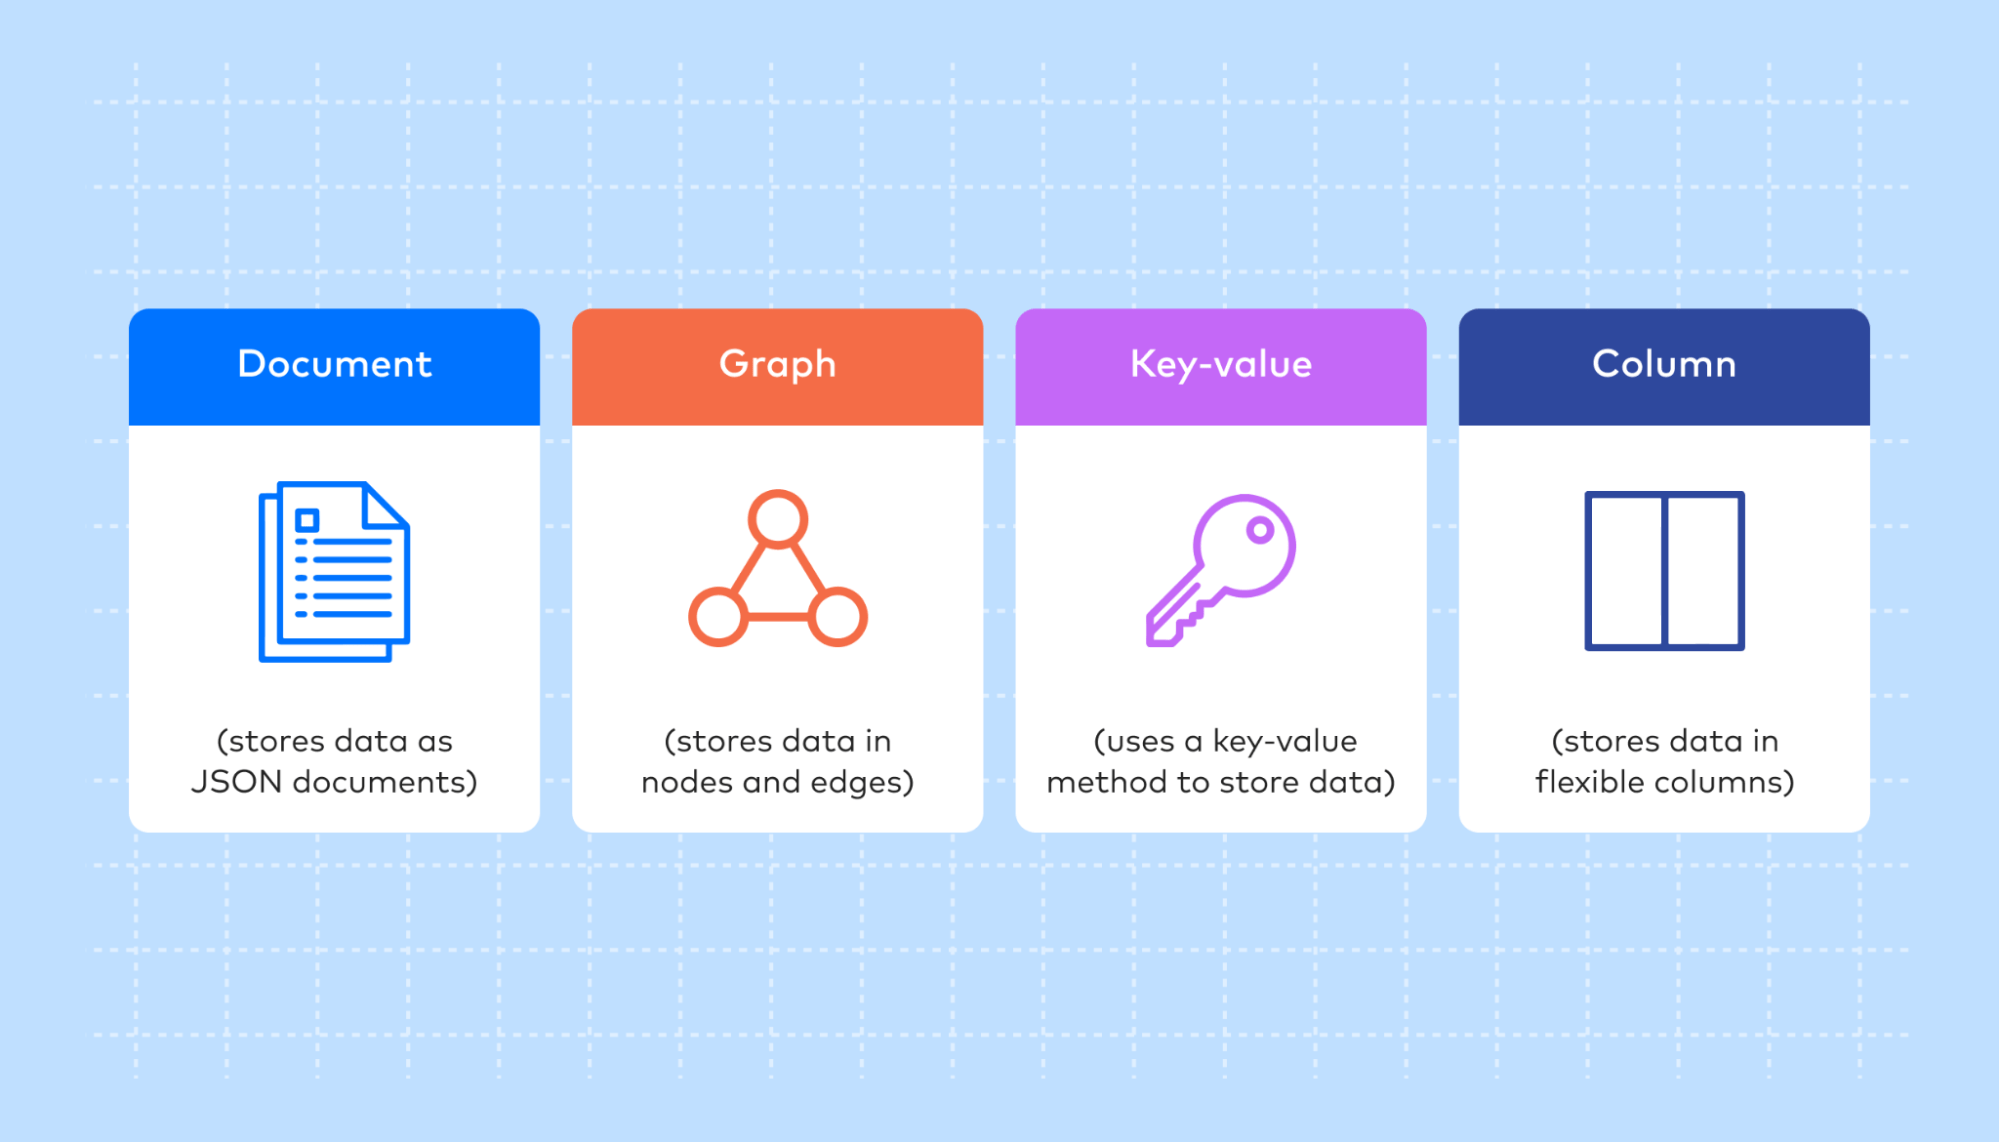 Document
(stores data as
JSON documents)
Graph
(stores data in
nodes and edges)
Key-value
(uses a key-value
method to store data)
Column
(stores data in
flexible columns)